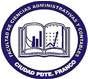 FACULTAD DE CIENCIAS ADMINISTRATIVAS Y CONTABLES
CIUDAD PDTE. FRANCO